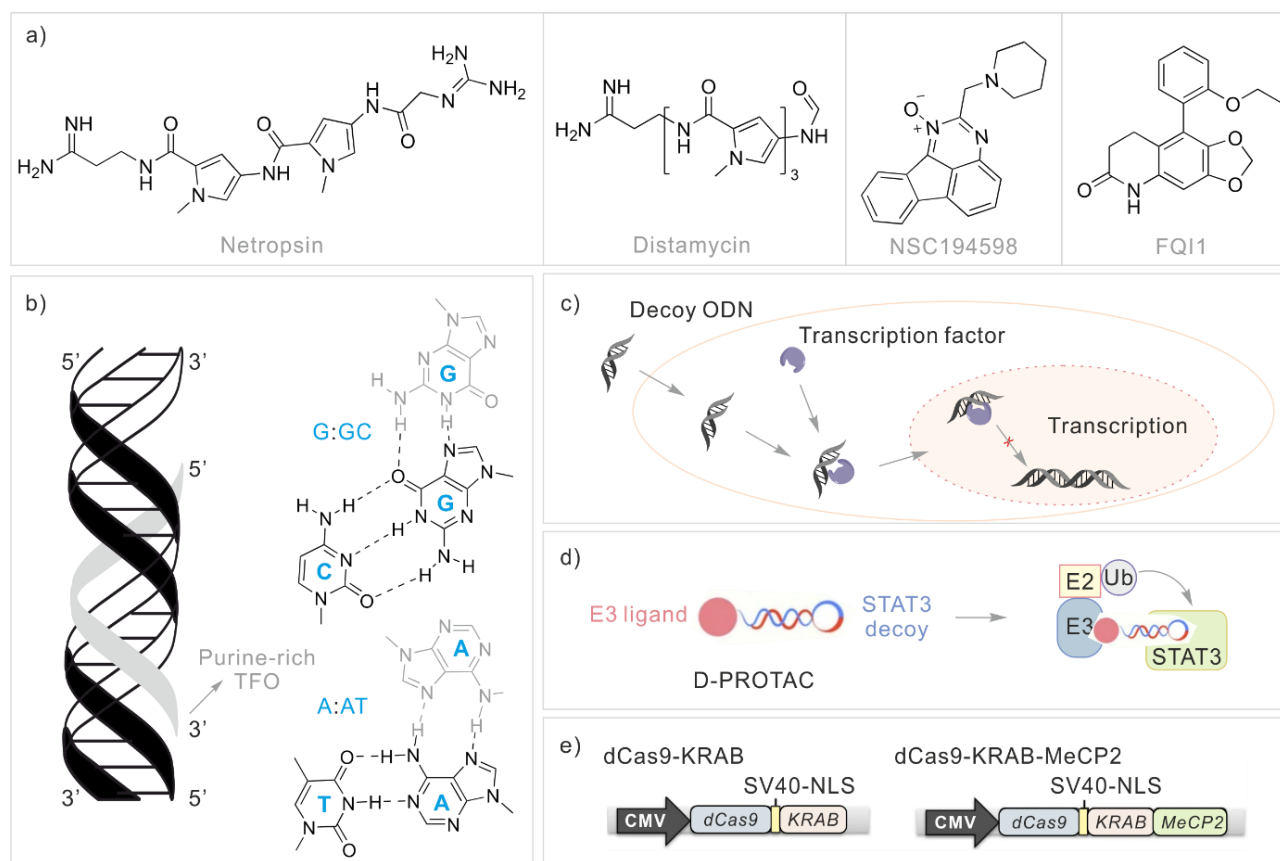 a)
NH
H₂N
N
H
O
N
O
N
H
N
HN
O
N
H₂N
NH₂
Netropsin
NH
H₂N
N
H
O
N
3
N
H
O
Distamycin
O
−
N
+
N
N
NSC194598
O
O
N
H
O
O
FQI1
b)
5’
3’
5’
3’
3’
5’
Purine-rich
TFO
N
N
N
G
H
N
H
N
H
O
G:GC
O
N
N
G
H
N
N
H
H
N
C
N
N
O
H
N
H
N
A
N
N
N
N
H
A:AT
H
O
H
N
N
T
N
H
N
A
N
N
N
O
c)
Decoy ODN
Transcription factor
Transcription
x
d)
E3 ligand
STAT3
decoy
D-PROTAC
E2
Ub
E3
STAT3
e)
dCas9-KRAB
SV40-NLS
CMV
dCas9
KRAB
dCas9-KRAB-MeCP2
SV40-NLS
CMV
dCas9
KRAB
MeCP2